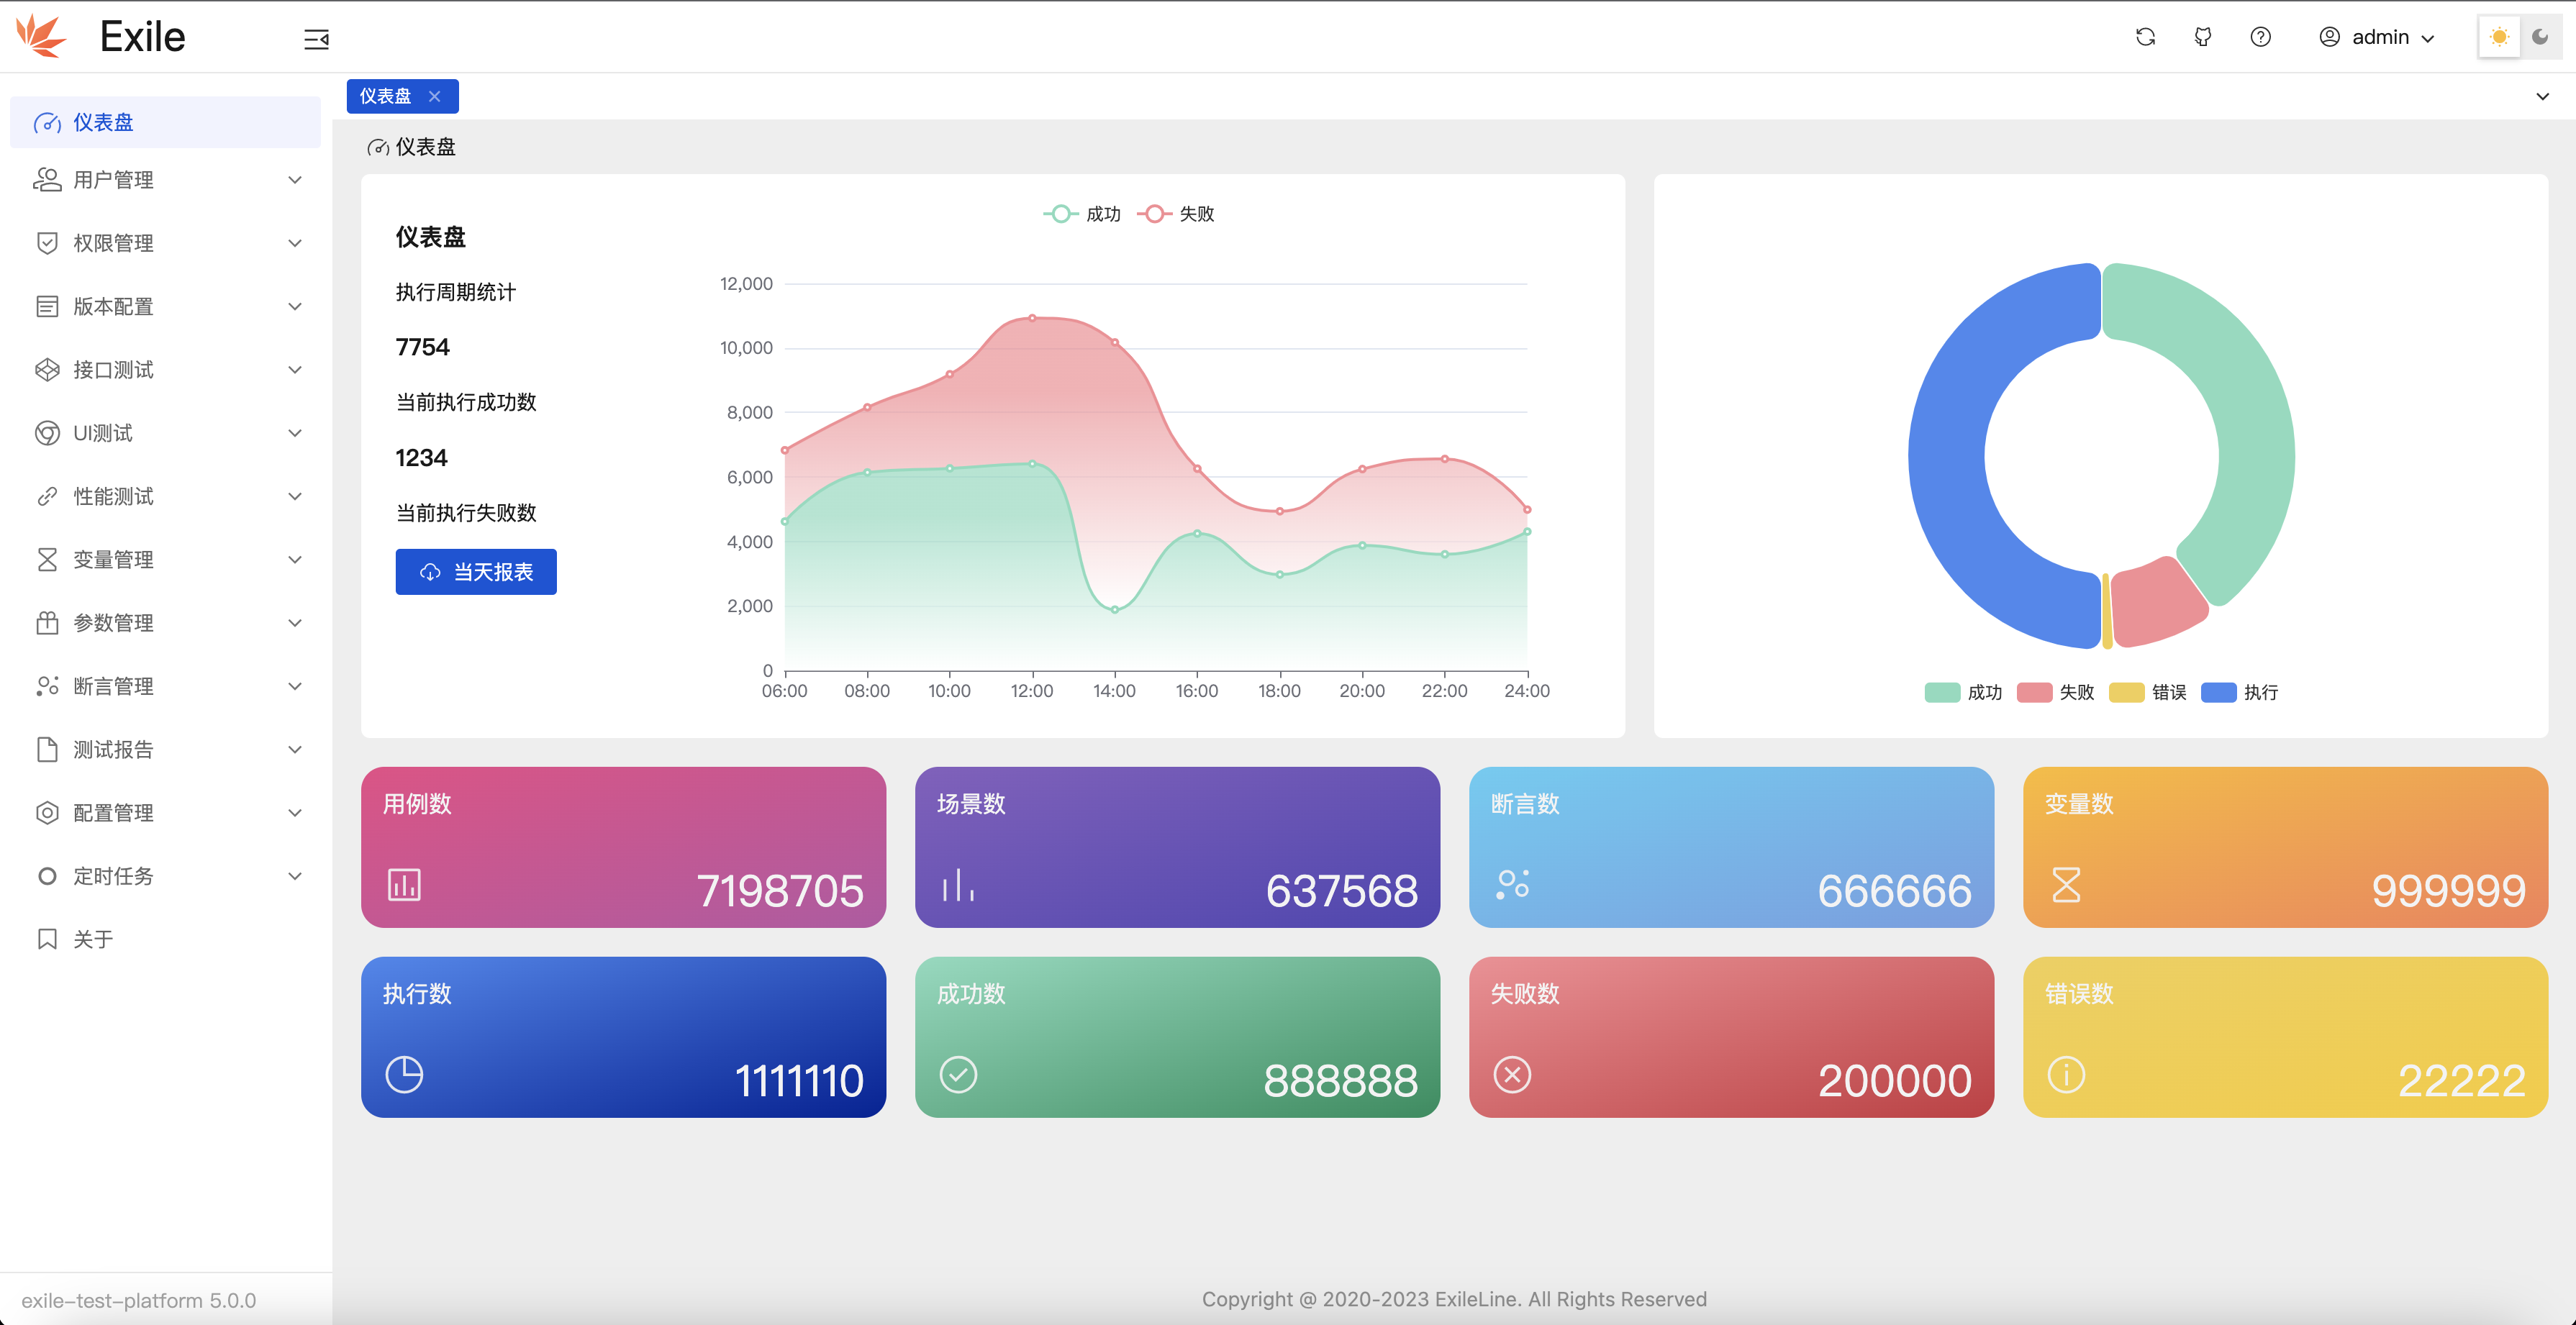 Exile
admin
仪表盘
用户管理
权限管理
版本配置
接口测试
UI测试
性能测试
变量管理
参数管理
断言管理
测试报告
配置管理
定时任务
关于
exile-test-platform 5.0.0
仪表盘
仪表盘
仪表盘
执行周期统计
7754
当前执行成功数
1234
当前执行失败数
当天报表
成功 失败
12,000
10,000
8,000
6,000
4,000
2,000
0
06:00 08:00 10:00 12:00 14:00 16:00 18:00 20:00 22:00 24:00
成功 失败 错误 执行
用例数
7198705
场景数
637568
断言数
666666
变量数
999999
执行数
1111110
成功数
888888
失败数
200000
错误数
22222
Copyright @ 2020-2023 ExileLine. All Rights Reserved